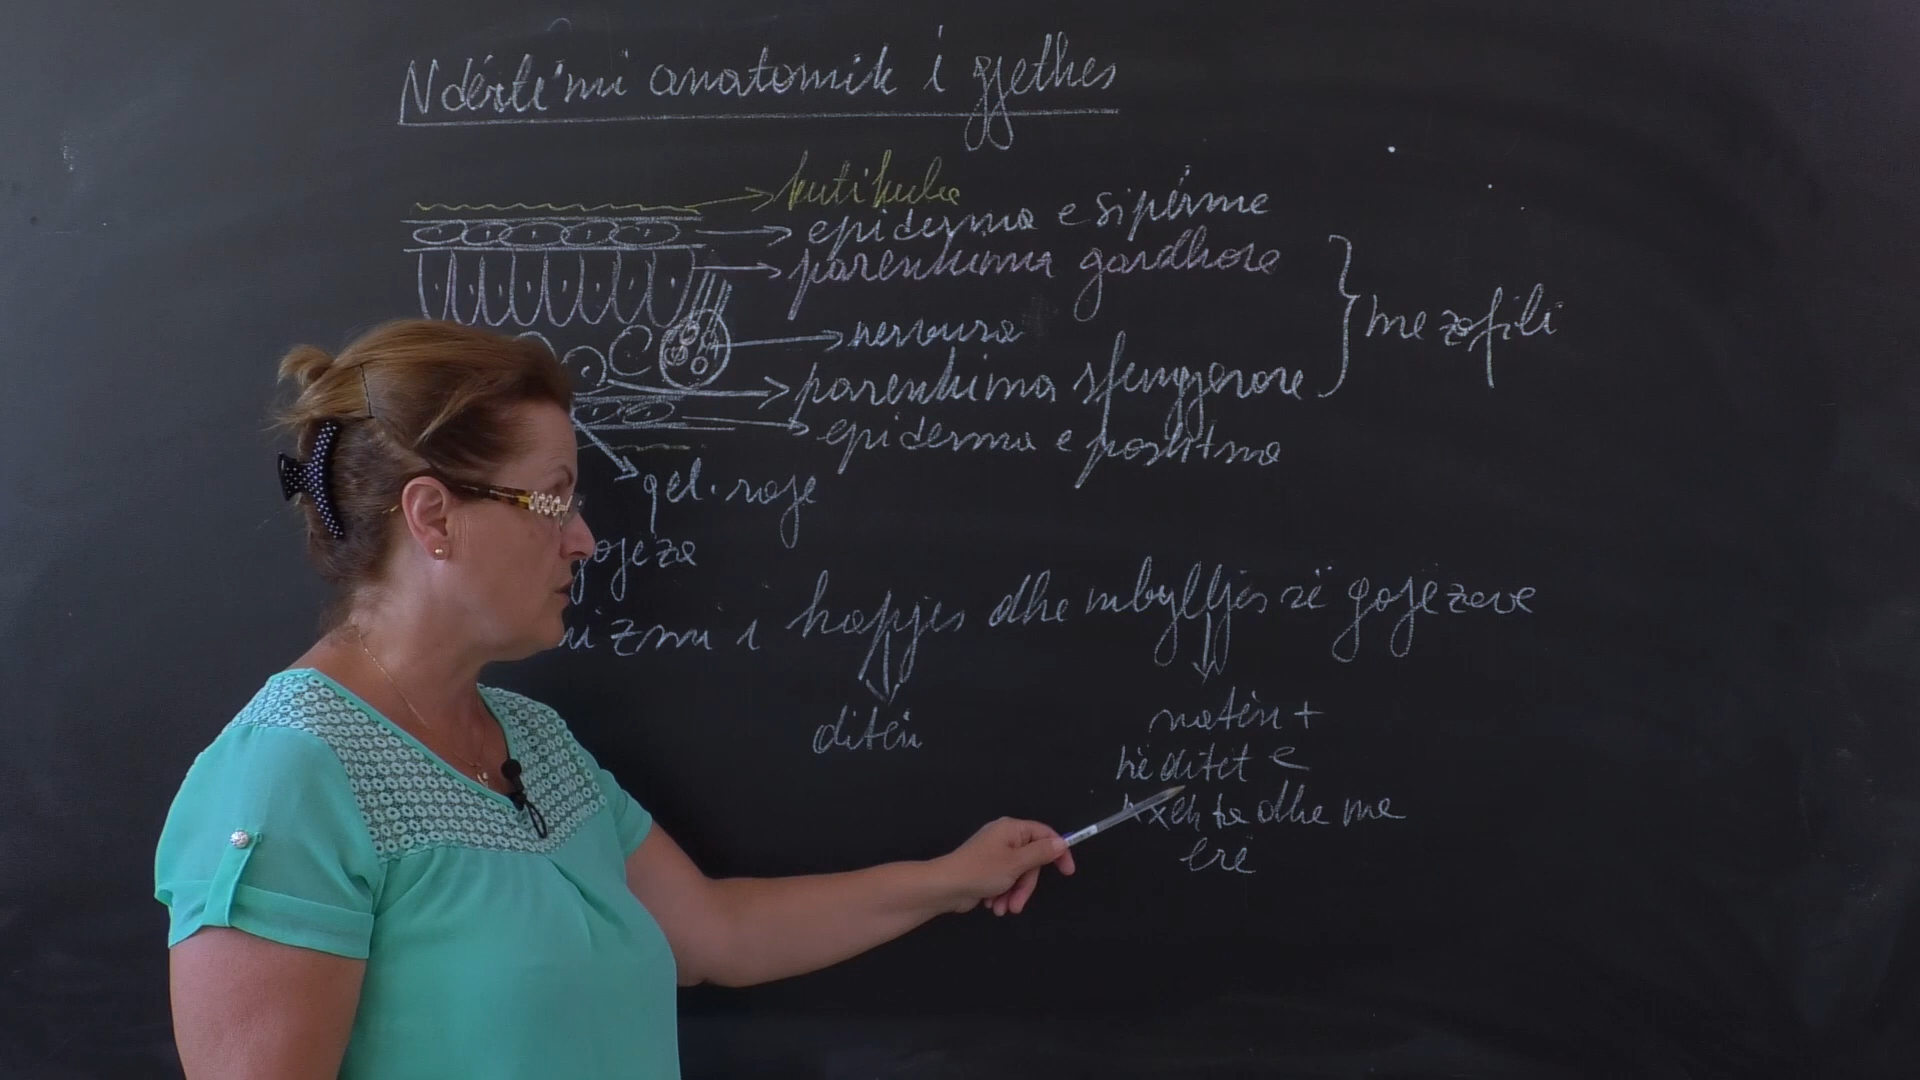 Ndërtimi anatomik i gjethes
kutikula
epiderma e sipërme
parenkima gardhore
nervura
mezofili
parenkima sfungjerore
epiderma e poshtme
qel. roje
gojëza
i hapjes dhe mbylljes së gojëzave
ditën
natën +
në ditët e
nxehta dhe me
erë